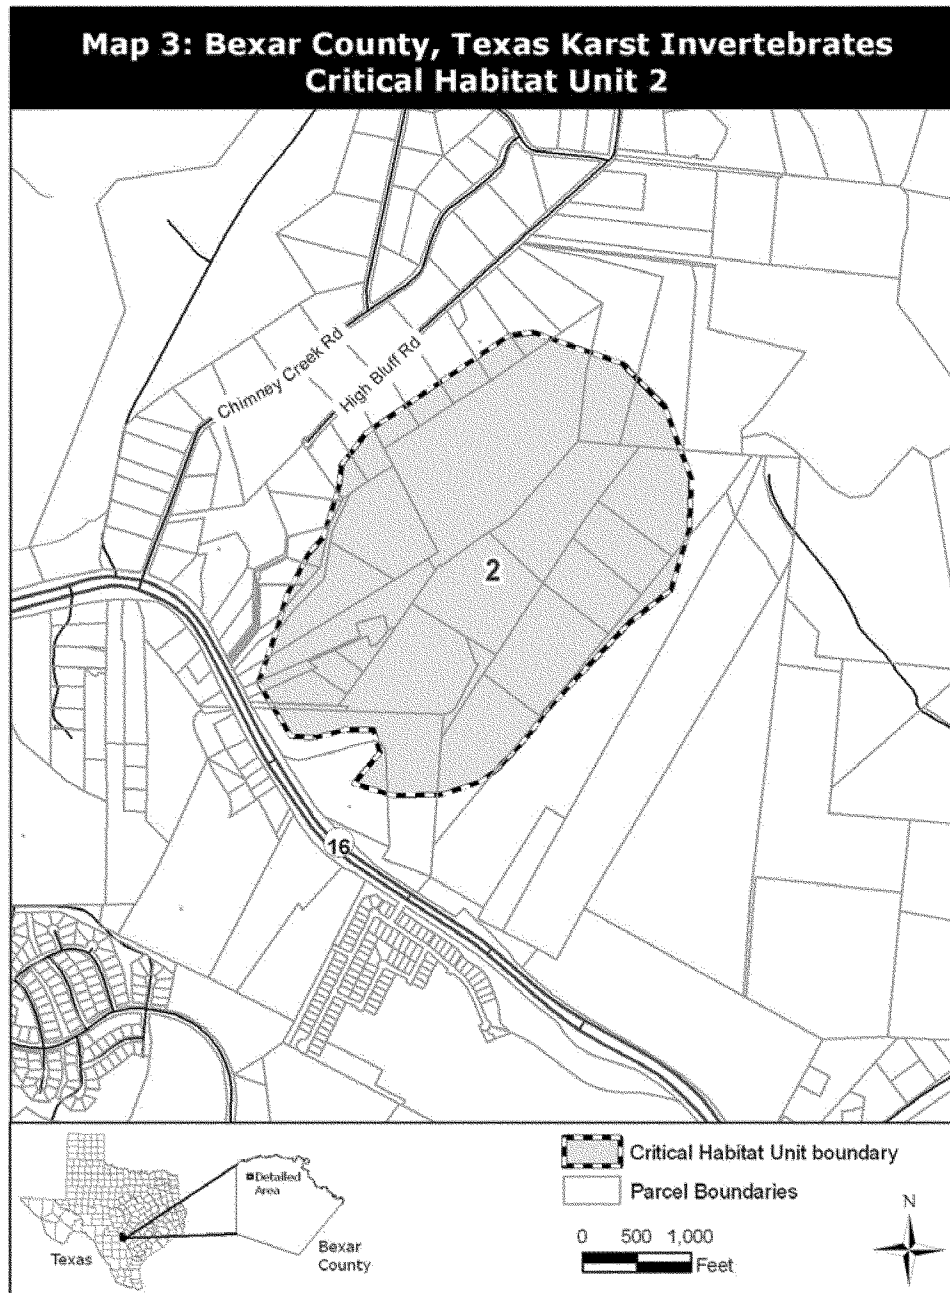 Map 3: Bexar County, Texas Karst Invertebrates
Critical Habitat Unit 2
Chimney Creek Rd
High Bluff Rd
2
16
Detailed
Area
Texas
Bexar
County
Critical Habitat Unit boundary
Parcel Boundaries
0 500 1,000
Feet
N